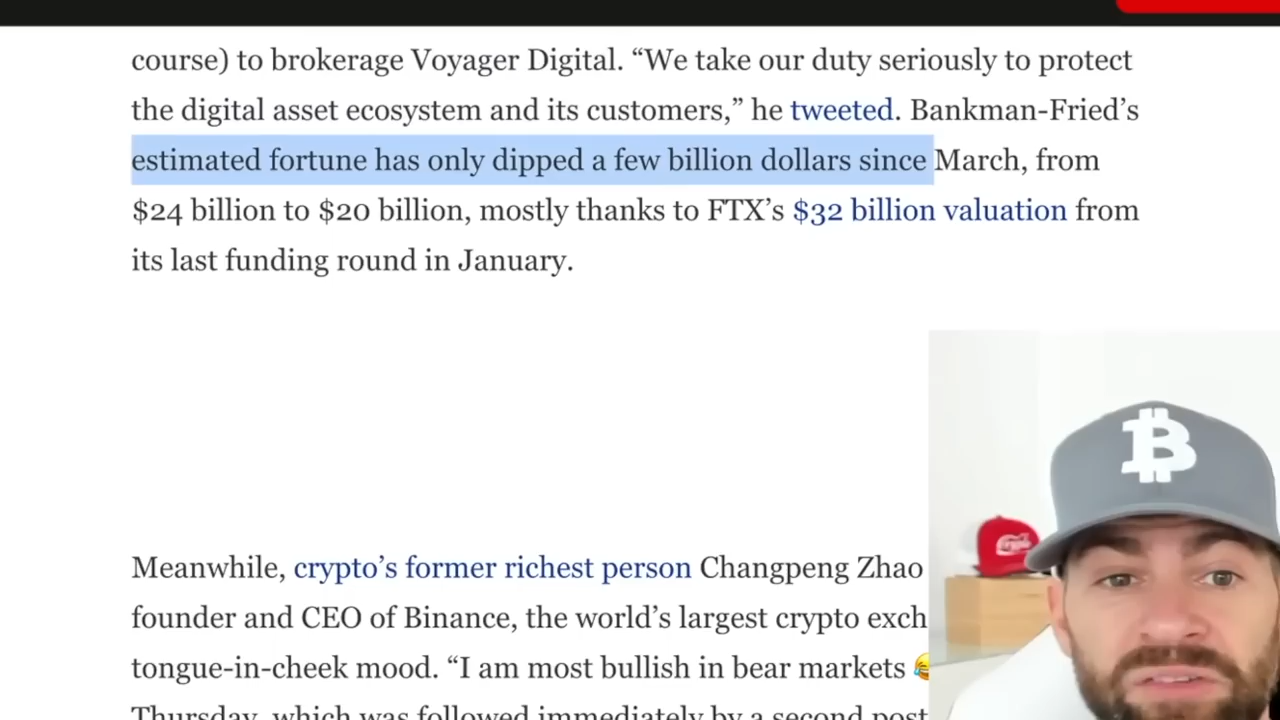 course) to brokerage Voyager Digital. “We take our duty seriously to protect
the digital asset ecosystem and its customers,” he tweeted. Bankman-Fried’s
estimated fortune has only dipped a few billion dollars since March, from
$24 billion to $20 billion, mostly thanks to FTX’s $32 billion valuation from
its last funding round in January.
Meanwhile, crypto’s former richest person Changpeng Zhao
founder and CEO of Binance, the world’s largest crypto exch
tongue-in-cheek mood. “I am most bullish in bear markets 😂
Thursday, which was followed immediately by a second post